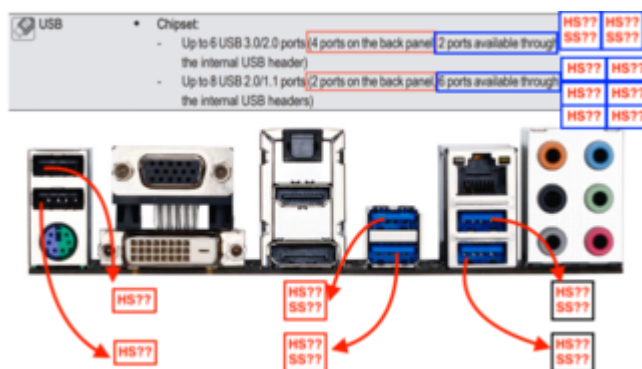 USB • Chipset: HS?? HS??
- Up to 6 USB 3.0/2.0 ports (4 ports on the back panel, 2 ports available through SS?? SS??
the internal USB header) HS?? HS??
- Up to 8 USB 2.0/1.1 ports (2 ports on the back panel, 6 ports available through HS?? HS??
the internal USB headers) HS?? HS??
HS?? HS?? HS??
SS?? SS??
HS?? HS?? HS??
SS?? SS??